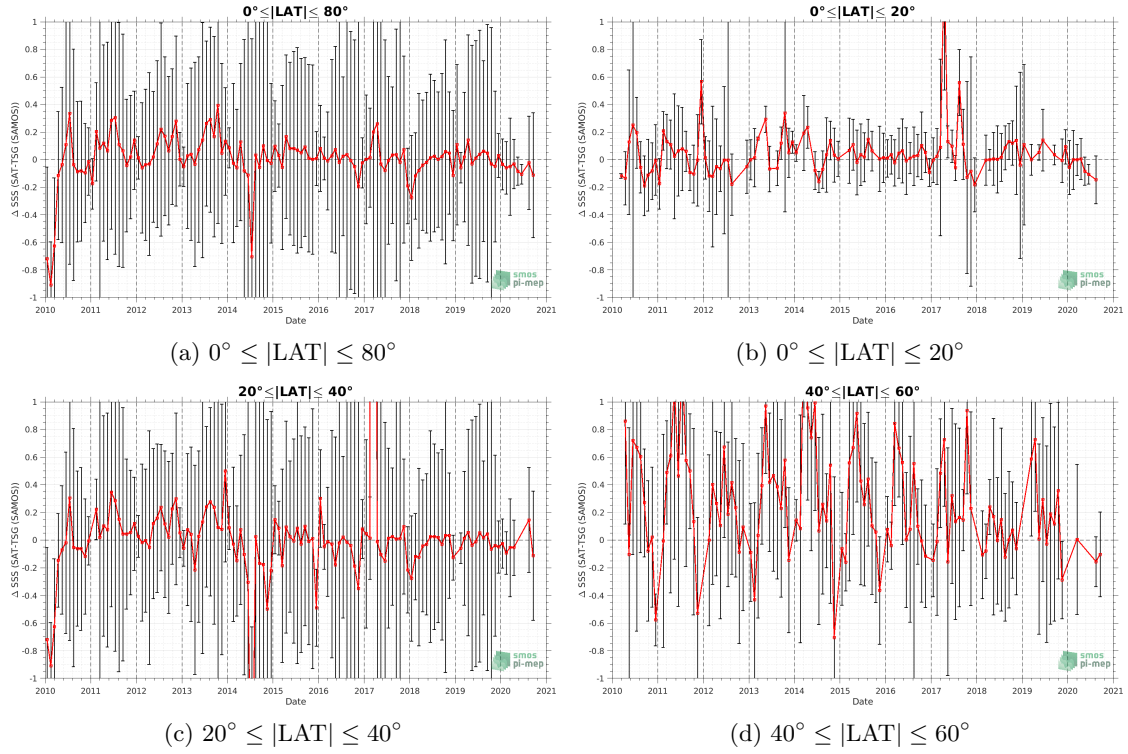 0°≤|LAT|≤ 80°
Δ SSS (SAT-TSG (SAMOS))
1
0.8
0.6
0.4
0.2
0
-0.2
-0.4
-0.6
-0.8
-1
2010 2011 2012 2013 2014 2015 2016 2017 2018 2019 2020 2021
Date
smos
pi-mep
(a) 0° ≤ |LAT| ≤ 80°
0°≤|LAT|≤ 20°
Δ SSS (SAT-TSG (SAMOS))
1
0.8
0.6
0.4
0.2
0
-0.2
-0.4
-0.6
-0.8
-1
2010 2011 2012 2013 2014 2015 2016 2017 2018 2019 2020 2021
Date
smos
pi-mep
(b) 0° ≤ |LAT| ≤ 20°
20°≤|LAT|≤ 40°
Δ SSS (SAT-TSG (SAMOS))
1
0.8
0.6
0.4
0.2
0
-0.2
-0.4
-0.6
-0.8
-1
2010 2011 2012 2013 2014 2015 2016 2017 2018 2019 2020 2021
Date
smos
pi-mep
(c) 20° ≤ |LAT| ≤ 40°
40°≤|LAT|≤ 60°
Δ SSS (SAT-TSG (SAMOS))
1
0.8
0.6
0.4
0.2
0
-0.2
-0.4
-0.6
-0.8
-1
2010 2011 2012 2013 2014 2015 2016 2017 2018 2019 2020 2021
Date
smos
pi-mep
(d) 40° ≤ |LAT| ≤ 60°